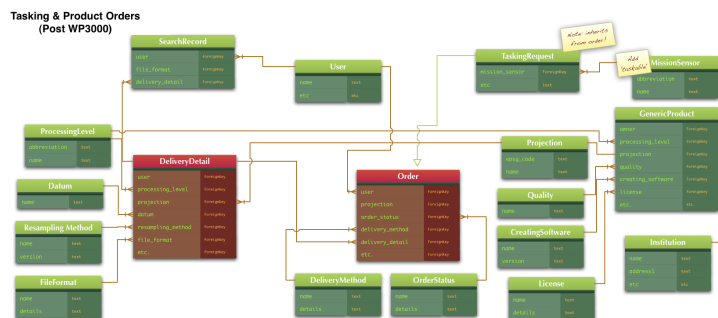 Tasking & Product Orders
(Post WP3000)
SearchRecord
user ForeignKey
file_format ForeignKey
delivery_detail ForeignKey
User
name text
etc etc
TaskingRequest
mission_sensor ForeignKey
etc text
Note: inherits
from order!
Add
'taskable'
MissionSensor
abbreviation text
name text
GenericProduct
owner ForeignKey
processing_level ForeignKey
projection ForeignKey
quality ForeignKey
creating_software ForeignKey
license ForeignKey
etc. etc
ProcessingLevel
abbreviation text
name text
DeliveryDetail
user ForeignKey
processing_level ForeignKey
projection ForeignKey
datum ForeignKey
resampling_method ForeignKey
file_format ForeignKey
etc. text
Datum
name text
Resampling Method
name text
version text
FileFormat
name text
details text
Order
user ForeignKey
projection ForeignKey
order_status ForeignKey
delivery_method ForeignKey
delivery_detail ForeignKey
etc. ForeignKey
Projection
epsg_code text
name text
Quality
name text
CreatingSoftware
name text
version text
Institution
name text
address1 text
etc etc
DeliveryMethod
name text
details text
OrderStatus
name text
details text
License
name text
details text